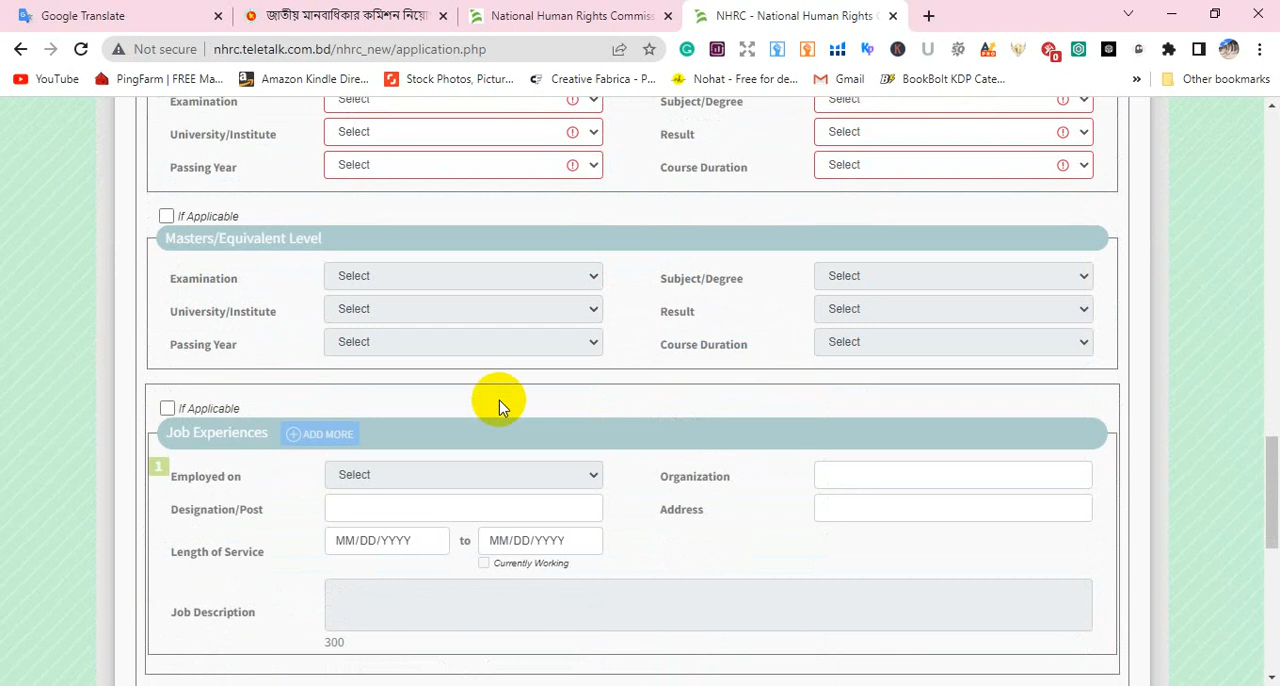 Google Translate
জাতীয় মানবাধিকার কমিশন নিয়ো
National Human Rights Commiss
NHRC - National Human Rights C
Not secure
nhrc.teletalk.com.bd/nhrc_new/application.php
YouTube
PingFarm | FREE Ma...
Amazon Kindle Dire...
Stock Photos, Pictur...
Creative Fabrica - P...
Nohat - Free for de...
Gmail
BookBolt KDP Cate...
Other bookmarks
Examination Select Subject/Degree Select
University/Institute Select Result Select
Passing Year Select Course Duration Select
If Applicable
Masters/Equivalent Level
Examination Select Subject/Degree Select
University/Institute Select Result Select
Passing Year Select Course Duration Select
If Applicable
Job Experiences ADD MORE
1
Employed on Select Organization
Designation/Post Address
Length of Service MM/DD/YYYY to MM/DD/YYYY
Currently Working
Job Description
300